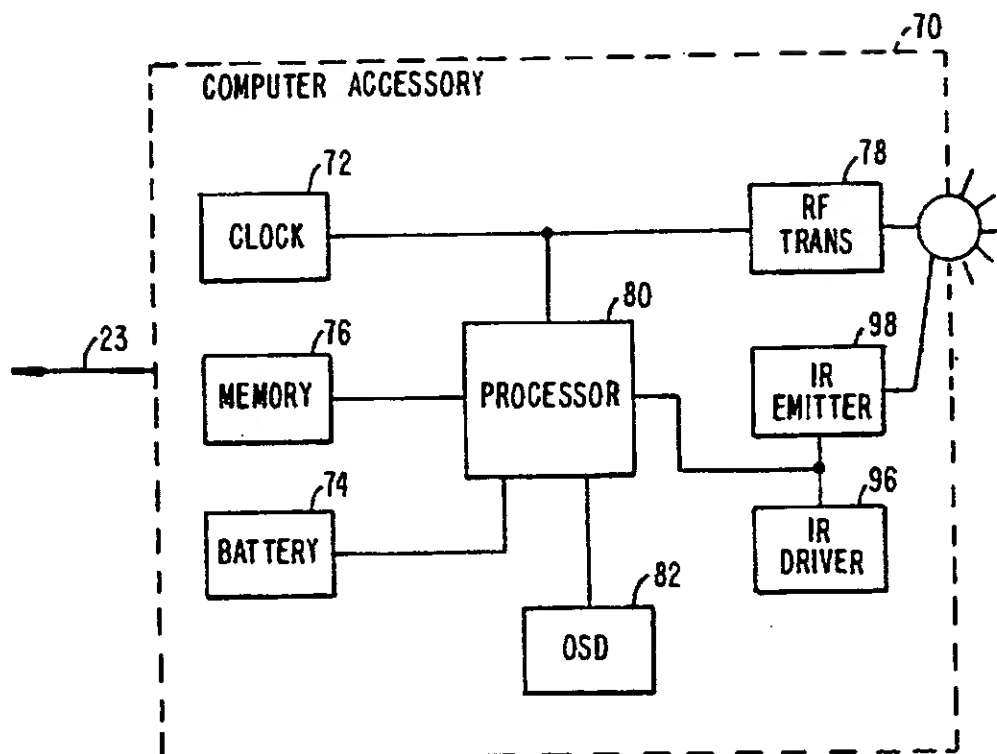 70
COMPUTER ACCESSORY
72
CLOCK
78
RF
TRANS
80
PROCESSOR
23
76
MEMORY
98
IR
EMITTER
74
BATTERY
96
IR
DRIVER
82
OSD